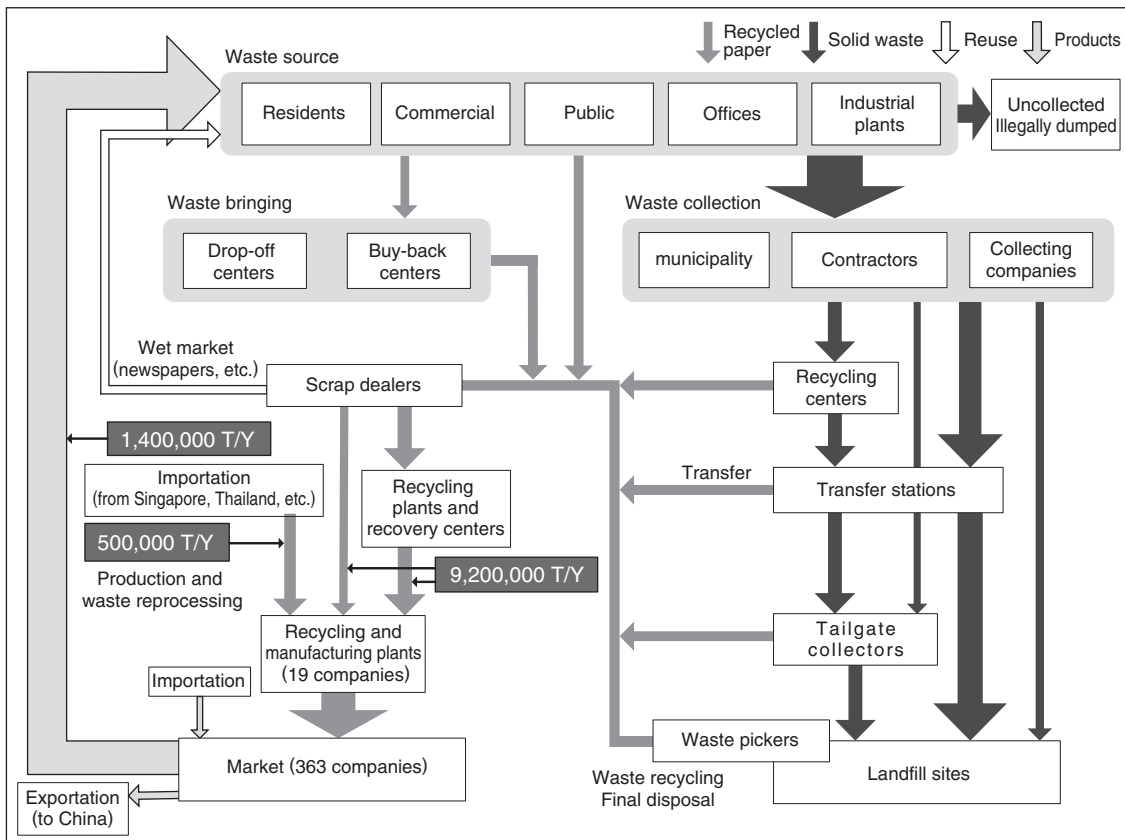 Recycled
paper
Solid waste
Reuse
Products
Waste source
Residents
Commercial
Public
Offices
Industrial
plants
Uncollected
Illegally dumped
Waste bringing
Waste collection
Drop-off
centers
Buy-back
centers
municipality
Contractors
Collecting
companies
Wet market
(newspapers, etc.)
Scrap dealers
Recycling
centers
1,400,000 T/Y
Importation
(from Singapore, Thailand, etc.)
Recycling
plants and
recovery centers
Transfer
Transfer stations
500,000 T/Y
9,200,000 T/Y
Production and
waste reprocessing
Recycling and
manufacturing plants
(19 companies)
Tailgate
collectors
Importation
Waste pickers
Market (363 companies)
Landfill sites
Waste recycling
Final disposal
Exportation
(to China)